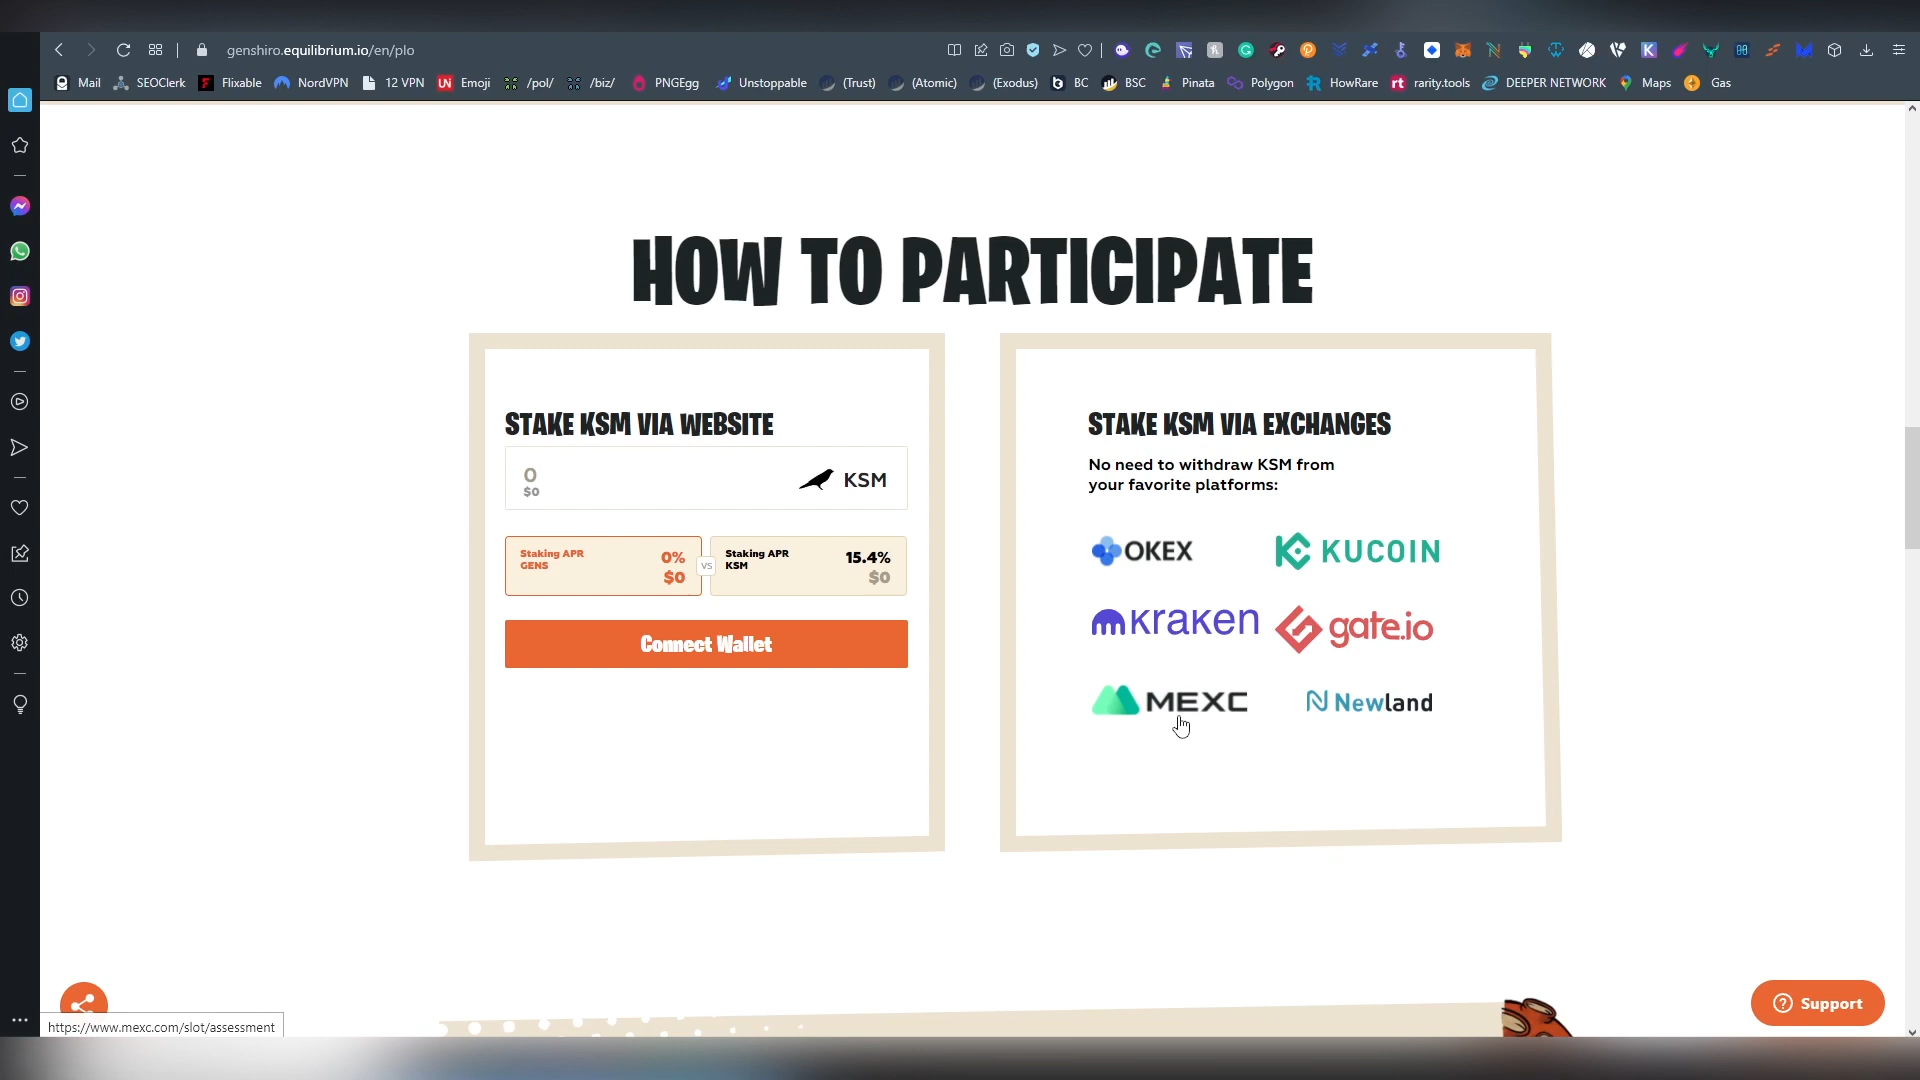 genshiro.equilibrium.io/en/plo
Mail
SEOClerk
Flixable
NordVPN
12 VPN
UN
Emoji
/pol/
/biz/
PNGEgg
Unstoppable
(Trust)
(Atomic)
(Exodus)
BC
BSC
Pinata
Polygon
HowRare
rt
rarity.tools
DEEPER NETWORK
Maps
Gas
HOW TO PARTICIPATE
STAKE KSM VIA WEBSITE
0
$0
KSM
Staking APR
GENS
0%
$0
VS
Staking APR
KSM
15.4%
$0
Connect Wallet
STAKE KSM VIA EXCHANGES
No need to withdraw KSM from
your favorite platforms:
OKEX
KUCOIN
kraken
gate.io
MEXC
Newland
Support
https://www.mexc.com/slot/assessment